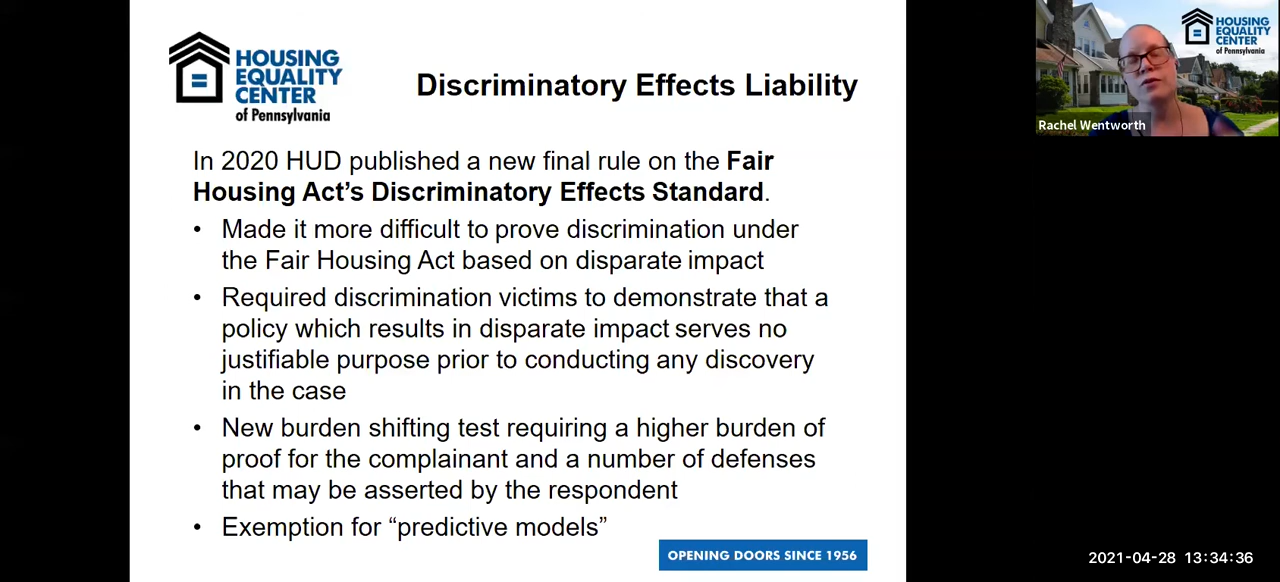 HOUSING
EQUALITY
CENTER
of Pennsylvania
Discriminatory Effects Liability
In 2020 HUD published a new final rule on the Fair
Housing Act’s Discriminatory Effects Standard.
• Made it more difficult to prove discrimination under
the Fair Housing Act based on disparate impact
• Required discrimination victims to demonstrate that a
policy which results in disparate impact serves no
justifiable purpose prior to conducting any discovery
in the case
• New burden shifting test requiring a higher burden of
proof for the complainant and a number of defenses
that may be asserted by the respondent
• Exemption for “predictive models”
OPENING DOORS SINCE 1956
HOUSING
EQUALITY
CENTER
of Pennsylvania
Rachel Wentworth
2021-04-28 13:34:36